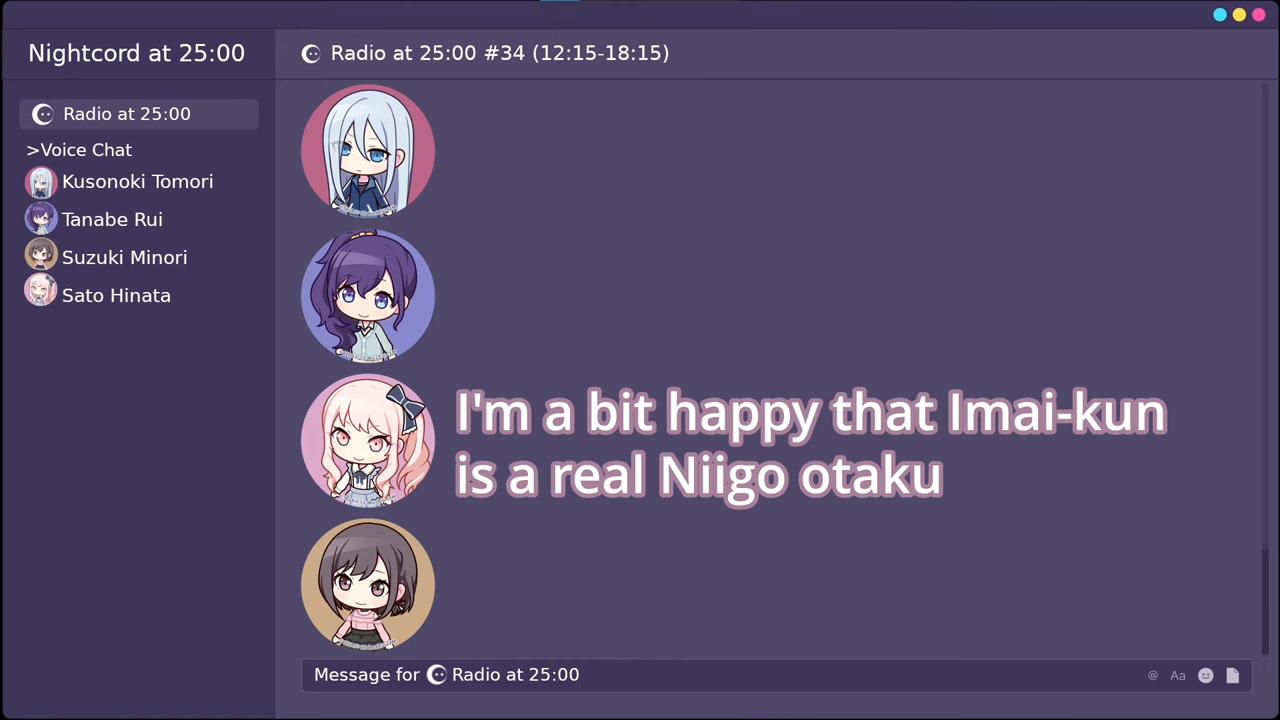 Nightcord at 25:00
Radio at 25:00 #34 (12:15-18:15)
Radio at 25:00
>Voice Chat
Kusonoki Tomori
Tanabe Rui
Suzuki Minori
Sato Hinata
I'm a bit happy that Imai-kun
is a real Niigo otaku
Message for Radio at 25:00
@ Aa